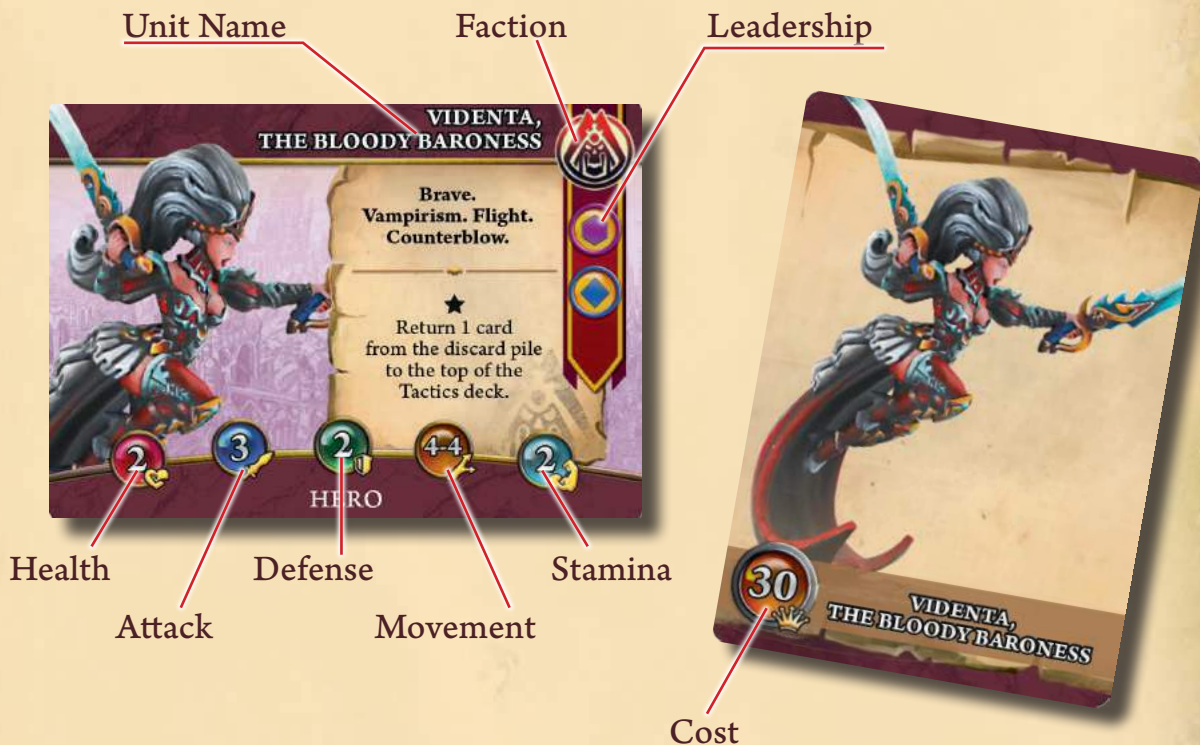 Unit Name
Faction
Leadership
VIDENTA,
THE BLOODY BARONESS
Brave.
Vampirism. Flight.
Counterblow.
Return 1 card
from the discard pile
to the top of the
Tactics deck.
2
3
2
4-4
2
HERO
Health
Defense
Stamina
Attack
Movement
30
VIDENTA,
THE BLOODY BARONESS
Cost